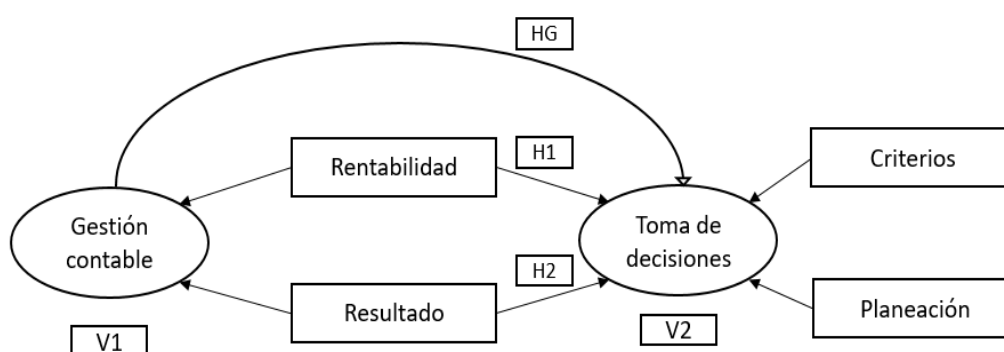 HG
Rentabilidad
H1
Criterios
Gestión
contable
Toma de
decisiones
H2
Resultado
Planeación
V1
V2